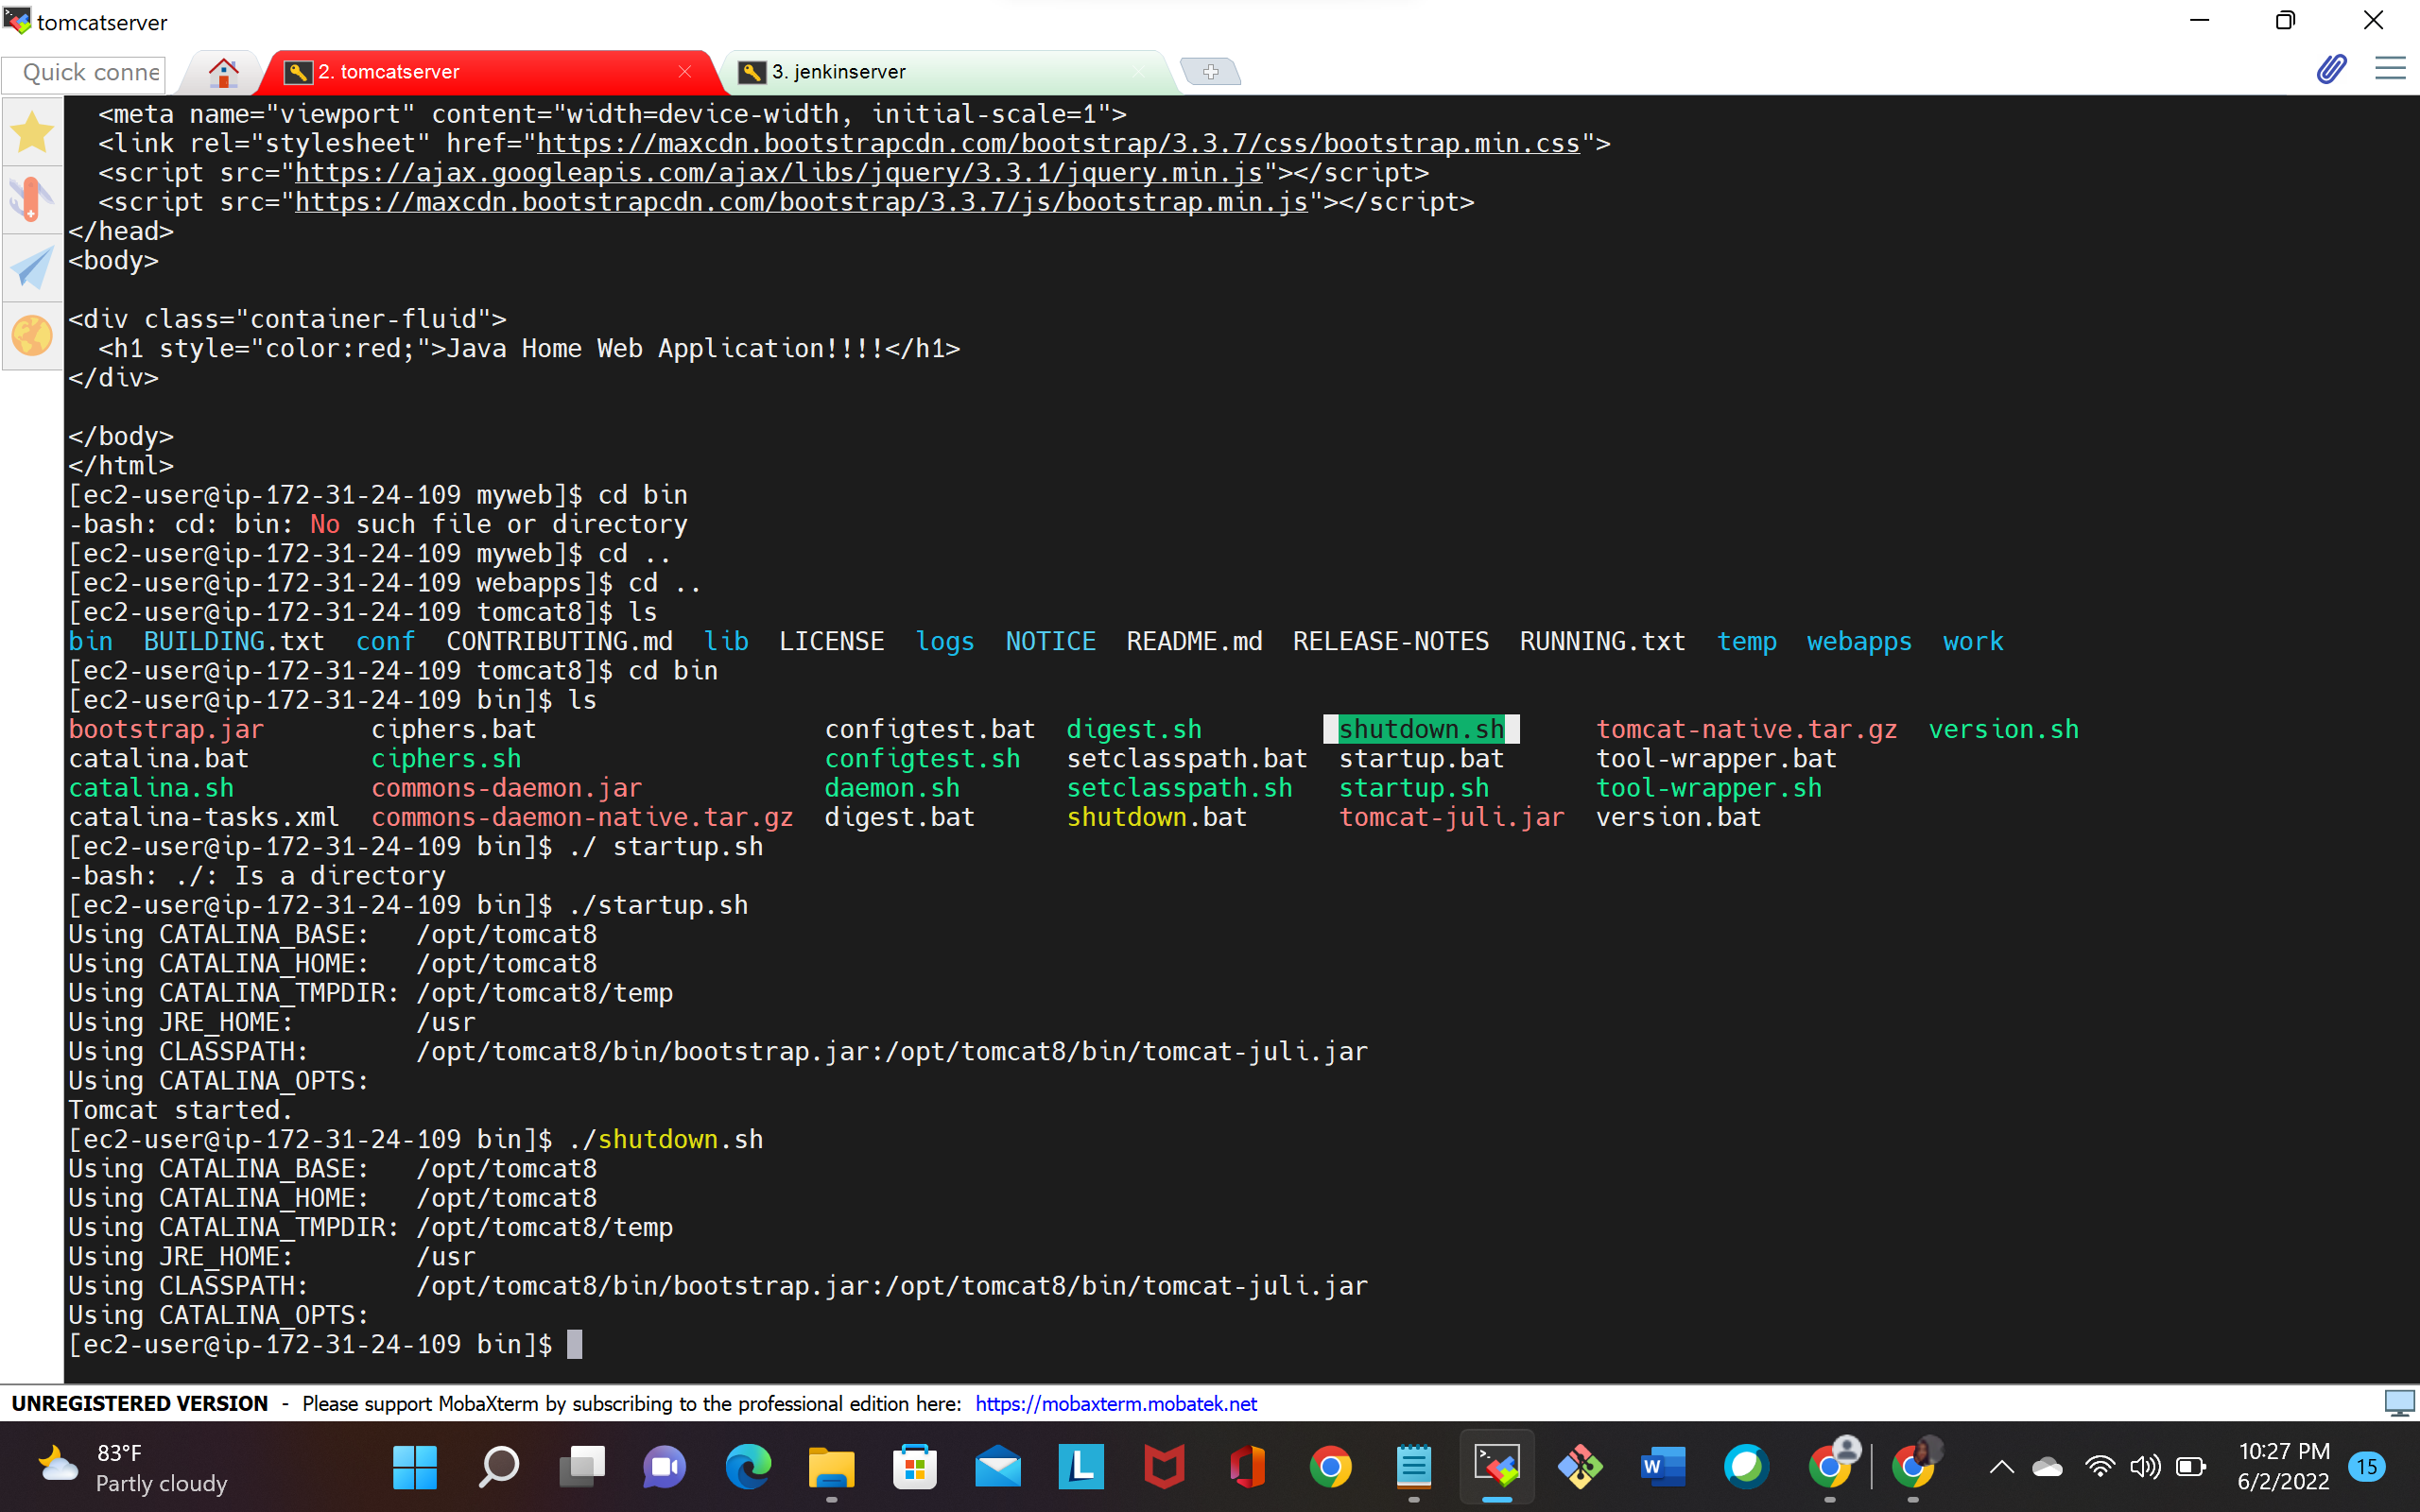 tomcatserver
Quick conne
2. tomcatserver
3. jenkinserver
<meta name="viewport" content="width=device-width, initial-scale=1">
<link rel="stylesheet" href="https://maxcdn.bootstrapcdn.com/bootstrap/3.3.7/css/bootstrap.min.css">
<script src="https://ajax.googleapis.com/ajax/libs/jquery/3.3.1/jquery.min.js"></script>
<script src="https://maxcdn.bootstrapcdn.com/bootstrap/3.3.7/js/bootstrap.min.js"></script>
</head>
<body>
<div class="container-fluid">
<h1 style="color:red;">Java Home Web Application!!!!</h1>
</div>
</body>
</html>
[ec2-user@ip-172-31-24-109 myweb]$ cd bin
-bash: cd: bin: No such file or directory
[ec2-user@ip-172-31-24-109 myweb]$ cd ..
[ec2-user@ip-172-31-24-109 webapps]$ cd ..
[ec2-user@ip-172-31-24-109 tomcat8]$ ls
bin BUILDING.txt conf CONTRIBUTING.md lib LICENSE logs NOTICE README.md RELEASE-NOTES RUNNING.txt temp webapps work
[ec2-user@ip-172-31-24-109 tomcat8]$ cd bin
[ec2-user@ip-172-31-24-109 bin]$ ls
bootstrap.jar ciphers.bat configtest.bat digest.sh shutdown.sh tomcat-native.tar.gz version.sh
catalina.bat ciphers.sh configtest.sh setclasspath.bat startup.bat tool-wrapper.bat
catalina.sh commons-daemon.jar daemon.sh setclasspath.sh startup.sh tool-wrapper.sh
catalina-tasks.xml commons-daemon-native.tar.gz digest.bat shutdown.bat tomcat-juli.jar version.bat
[ec2-user@ip-172-31-24-109 bin]$ ./ startup.sh
-bash: ./: Is a directory
[ec2-user@ip-172-31-24-109 bin]$ ./startup.sh
Using CATALINA_BASE: /opt/tomcat8
Using CATALINA_HOME: /opt/tomcat8
Using CATALINA_TMPDIR: /opt/tomcat8/temp
Using JRE_HOME: /usr
Using CLASSPATH: /opt/tomcat8/bin/bootstrap.jar:/opt/tomcat8/bin/tomcat-juli.jar
Using CATALINA_OPTS:
Tomcat started.
[ec2-user@ip-172-31-24-109 bin]$ ./shutdown.sh
Using CATALINA_BASE: /opt/tomcat8
Using CATALINA_HOME: /opt/tomcat8
Using CATALINA_TMPDIR: /opt/tomcat8/temp
Using JRE_HOME: /usr
Using CLASSPATH: /opt/tomcat8/bin/bootstrap.jar:/opt/tomcat8/bin/tomcat-juli.jar
Using CATALINA_OPTS:
[ec2-user@ip-172-31-24-109 bin]$
UNREGISTERED VERSION - Please support MobaXterm by subscribing to the professional edition here: https://mobaxterm.mobatek.net
83°F
Partly cloudy
L
W
10:27 PM
6/2/2022
15